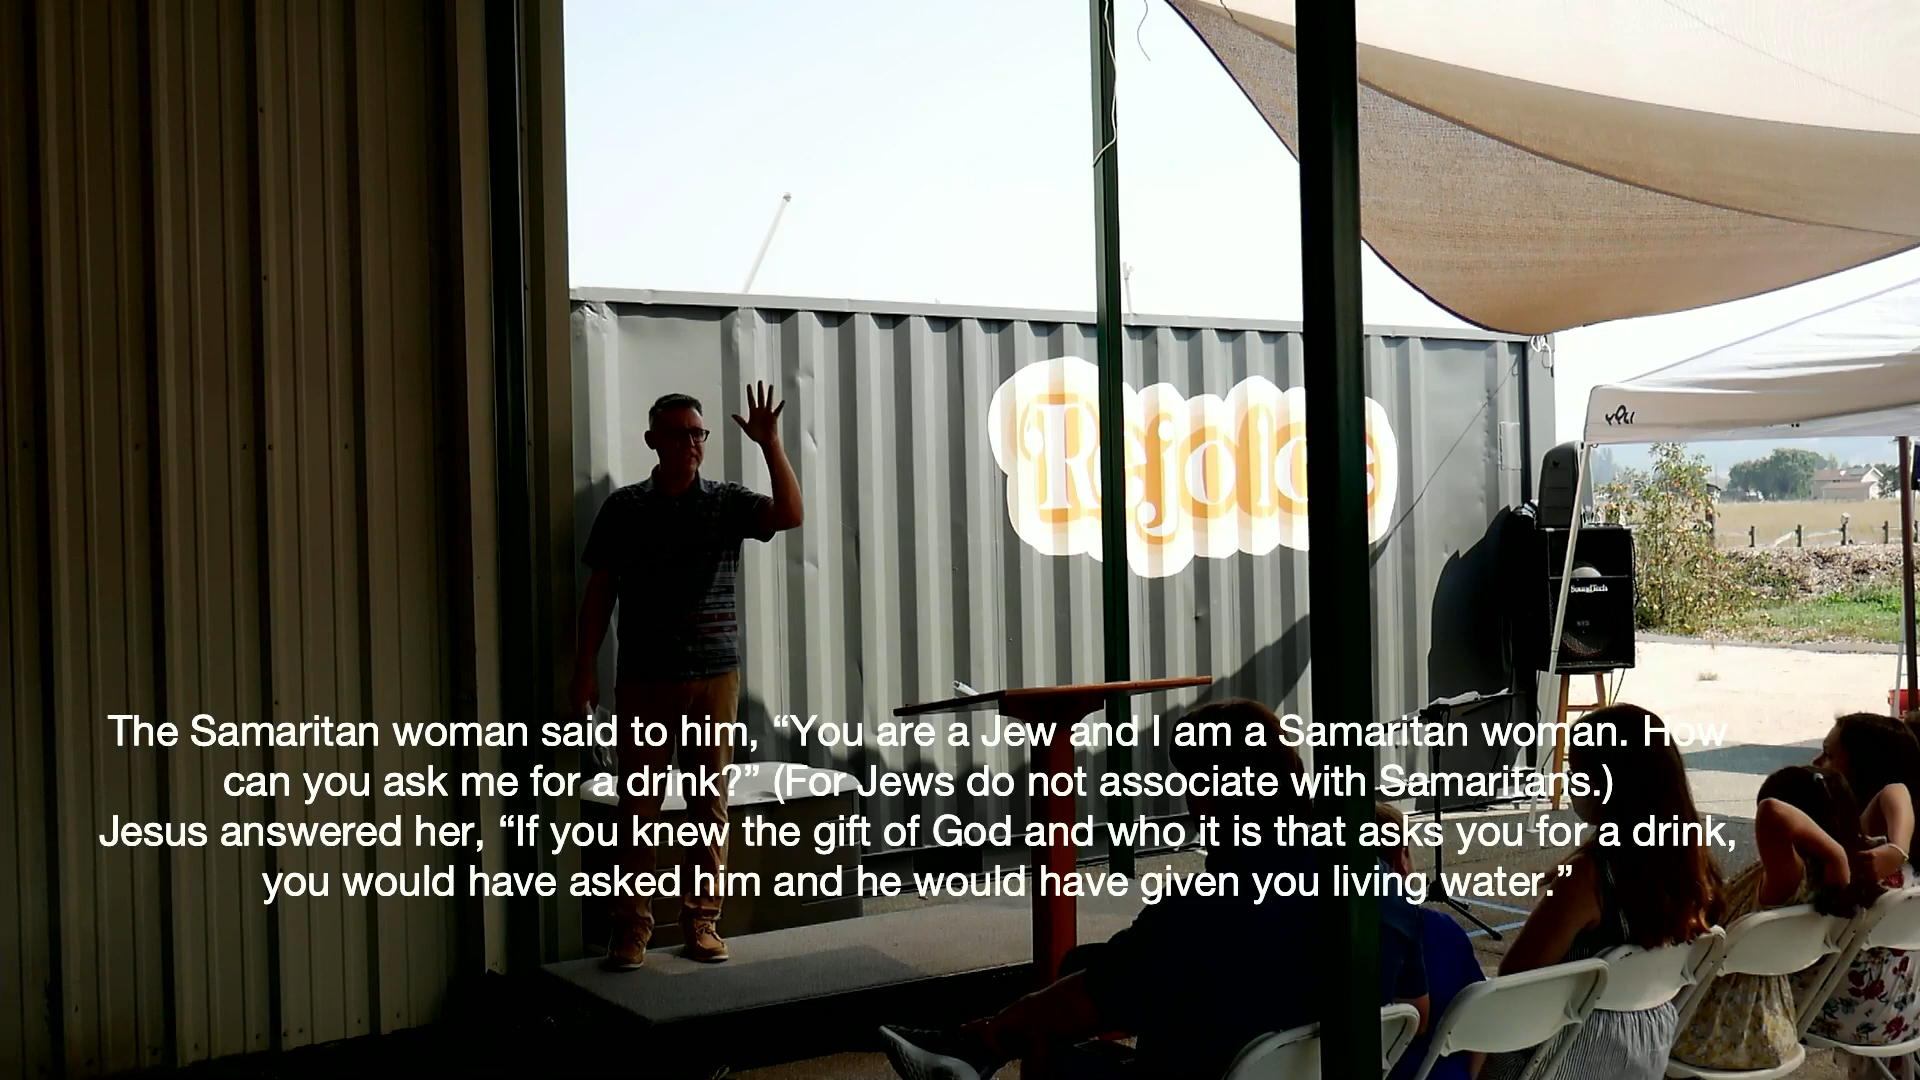 Rejoice
SoundTech
The Samaritan woman said to him, “You are a Jew and I am a Samaritan woman. How
can you ask me for a drink?” (For Jews do not associate with Samaritans.)
Jesus answered her, “If you knew the gift of God and who it is that asks you for a drink,
you would have asked him and he would have given you living water.”